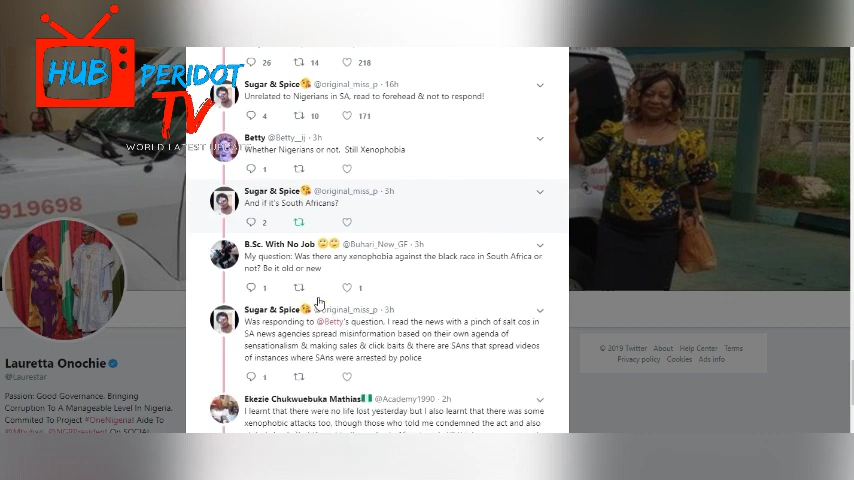 HUB
PERIDOT
TV
WORLD LATEST UPDATE
919698
26 14 218
Sugar & Spice😘 @original_miss_p · 16h
Unrelated to Nigerians in SA, read to forehead & not to respond!
4 10 171
Betty @Betty__ij · 3h
Whether Nigerians or not, Still Xenophobia
1
Sugar & Spice😘 @original_miss_p · 3h
And if it's South Africans?
2
B.Sc. With No Job 🙄🙄 @Buhari_New_GF · 3h
My question: Was there any xenophobia against the black race in South Africa or
not? Be it old or new
1 1
Sugar & Spice😘 @original_miss_p · 3h
Was responding to @Betty's question, I read the news with a pinch of salt cos in
SA news agencies spread misinformation based on their own agenda of
sensationalism & making sales & click baits & there are SAns that spread videos
of instances where SAns were arrested by police
1
Ekezie Chukwuebuka Mathias🇳🇬 @Academy1990 · 2h
I learnt that there were no life lost yesterday but I also learnt that there was some
xenophobic attacks too, though those who told me condemned the act and also
Lauretta Onochie
@Laurestar
Passion: Good Governance. Bringing
Corruption To A Manageable Level In Nigeria.
Commited To Project #OneNigeria! Aide To
@Mbuhari, @NGRPresident On SOCIAL
© 2019 Twitter About Help Center Terms
Privacy policy Cookies Ads info